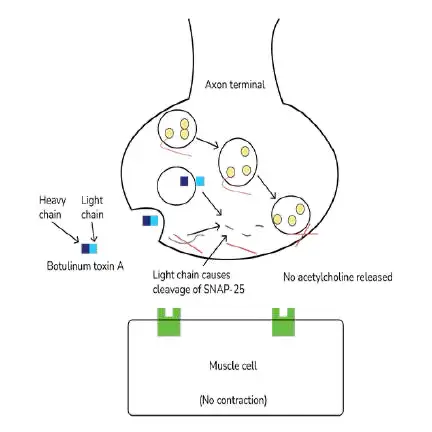 Axon terminal
Heavy
chain
Light
chain
Botulinum toxin A
Light chain causes
cleavage of SNAP-25
No acetylcholine released
Muscle cell
(No contraction)